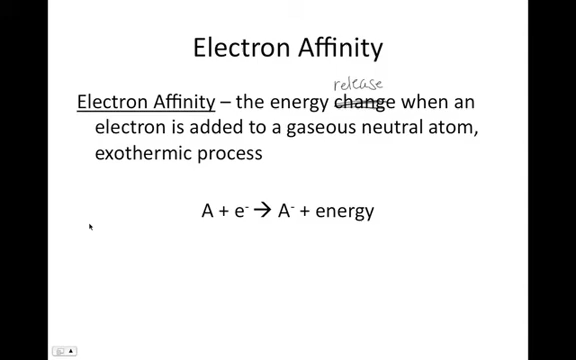 Electron Affinity
release
Electron Affinity – the energy change when an
electron is added to a gaseous neutral atom,
exothermic process
A + e⁻ → A⁻ + energy